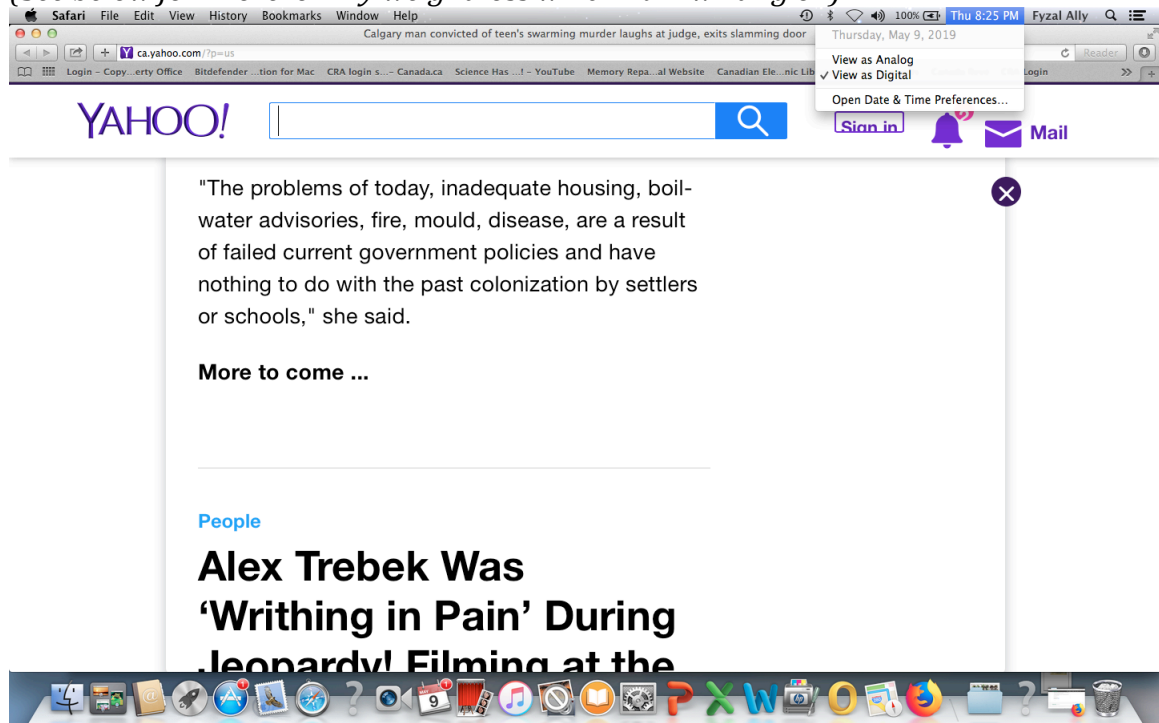 Safari File Edit View History Bookmarks Window Help 100% Thu 8:25 PM Fyzal Ally
Calgary man convicted of teen's swarming murder laughs at judge, exits slamming door
Thursday, May 9, 2019
ca.yahoo.com/?p=us
Reader
View as Analog
Login - Copy...erty Office Bitdefender ...tion for Mac CRA login s...- Canada.ca Science Has ...! - YouTube Memory Repa...al Website Canadian Ele...nic Lib Login
✓ View as Digital
Open Date & Time Preferences...
YAHOO!
Sign in
Mail
"The problems of today, inadequate housing, boil-
water advisories, fire, mould, disease, are a result
of failed current government policies and have
nothing to do with the past colonization by settlers
or schools," she said.
More to come ...
People
Alex Trebek Was
‘Writhing in Pain’ During
Jeopardy! Filming at the